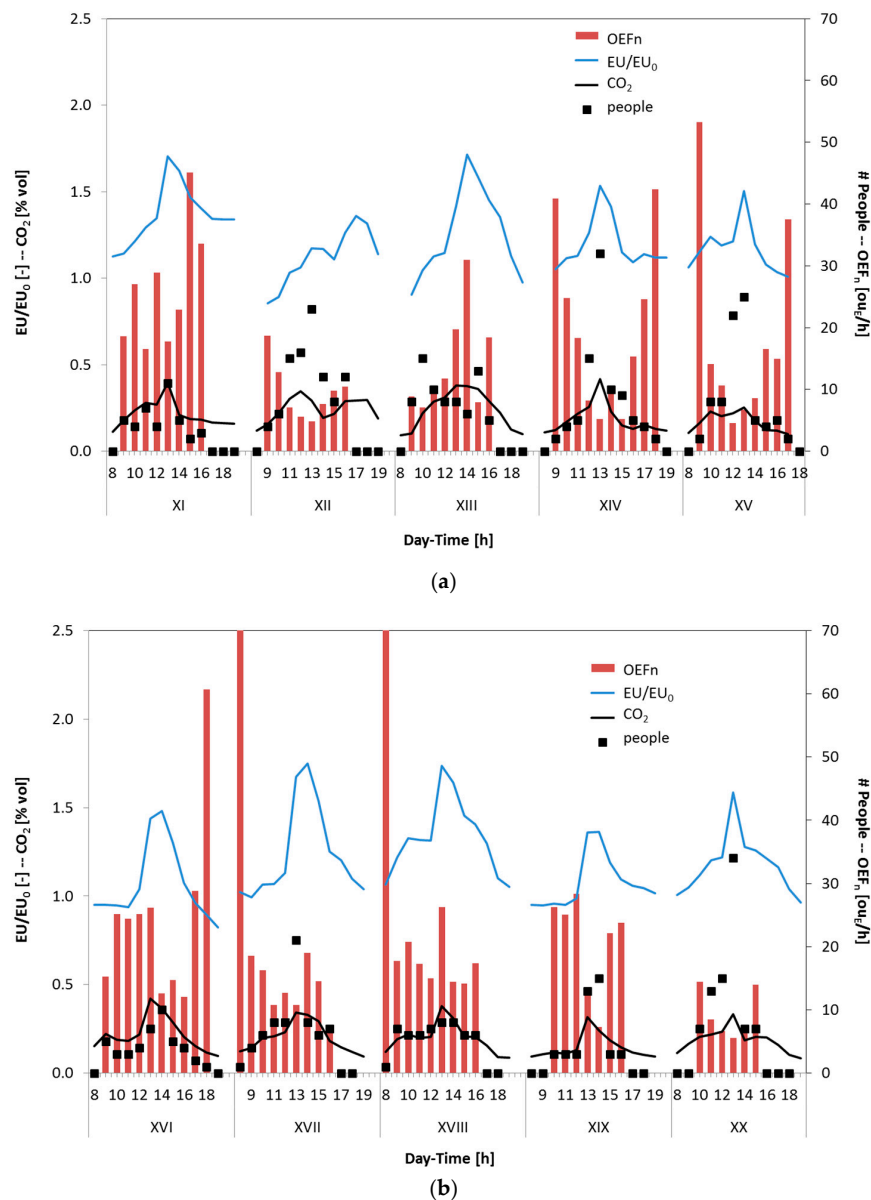 2.5
70
OEFn
EU/EU₀
CO₂
people
2.0
60
50
1.5
40
1.0
30
20
0.5
10
0.0
0
EU/EU₀ [-] -- CO₂ [% vol]
# People -- OEFₙ [ouᴇ/h]
8 10 12 14 16 18 9 11 13 15 17 19 8 10 12 14 16 18 9 11 13 15 17 19 8 10 12 14 16 18
XI XII XIII XIV XV
Day-Time [h]
(a)
2.5
70
OEFn
EU/EU₀
CO₂
people
2.0
60
50
1.5
40
1.0
30
20
0.5
10
0.0
0
EU/EU₀ [-] -- CO₂ [% vol]
# People -- OEFₙ [ouᴇ/h]
8 10 12 14 16 18 9 11 13 15 17 19 8 10 12 14 16 18 9 11 13 15 17 19 8 10 12 14 16 18
XVI XVII XVIII XIX XX
Day-Time [h]
(b)